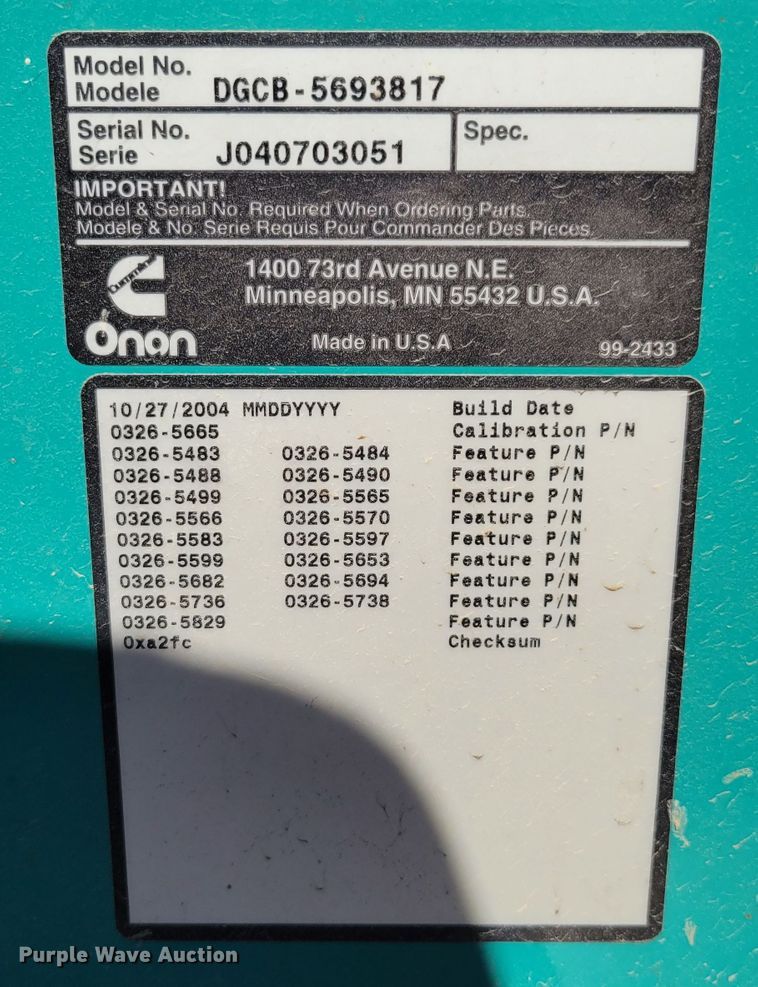 Model No.
Modele DGCB-5693817
Serial No.
Serie J040703051
Spec.
IMPORTANT!
Model & Serial No. Required When Ordering Parts.
Modele & No. Serie Requis Pour Commander Des Pieces.
Cummins
Onan
1400 73rd Avenue N.E.
Minneapolis, MN 55432 U.S.A.
Made in U.S.A
99-2433
10/27/2004 MMDDYYYY Build Date
0326-5665 Calibration P/N
0326-5483 0326-5484 Feature P/N
0326-5488 0326-5490 Feature P/N
0326-5499 0326-5565 Feature P/N
0326-5566 0326-5570 Feature P/N
0326-5583 0326-5597 Feature P/N
0326-5599 0326-5653 Feature P/N
0326-5682 0326-5694 Feature P/N
0326-5736 0326-5738 Feature P/N
0326-5829 Feature P/N
0xa2fc Checksum
Purple Wave Auction